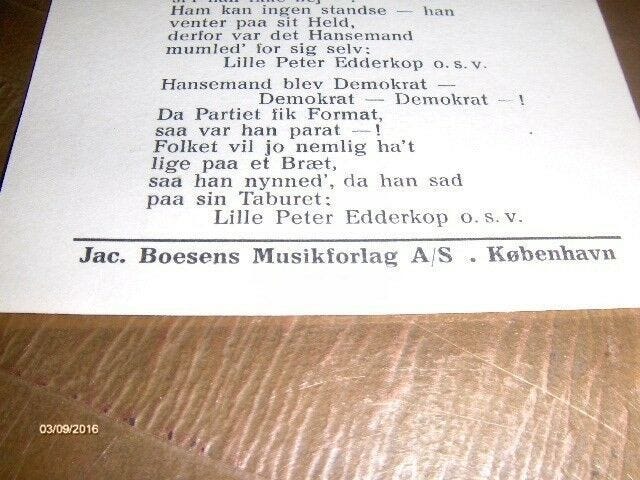 Ham kan ingen standse — han
venter paa sit Held,
derfor var det Hansemand
mumled' for sig selv:
Lille Peter Edderkop o. s. v.
Hansemand blev Demokrat —
Demokrat — Demokrat — !
Da Partiet fik Format,
saa var han parat — !
Folket vil jo nemlig ha't
lige paa et Bræt,
saa han nynned', da han sad
paa sin Taburet:
Lille Peter Edderkop o. s. v.
Jac. Boesens Musikforlag A/S . København
03/09/2016